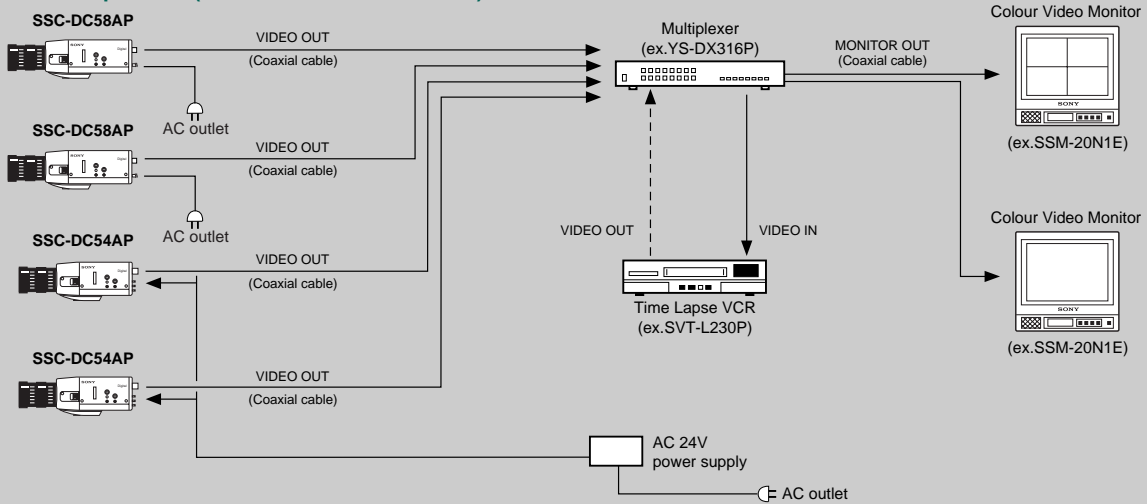 SSC-DC58AP
VIDEO OUT
(Coaxial cable)
AC outlet
SSC-DC58AP
VIDEO OUT
(Coaxial cable)
AC outlet
SSC-DC54AP
VIDEO OUT
(Coaxial cable)
SSC-DC54AP
VIDEO OUT
(Coaxial cable)
Multiplexer
(ex.YS-DX316P)
MONITOR OUT
(Coaxial cable)
VIDEO OUT
VIDEO IN
Time Lapse VCR
(ex.SVT-L230P)
AC 24V
power supply
AC outlet
Colour Video Monitor
SONY
(ex.SSM-20N1E)
Colour Video Monitor
SONY
(ex.SSM-20N1E)